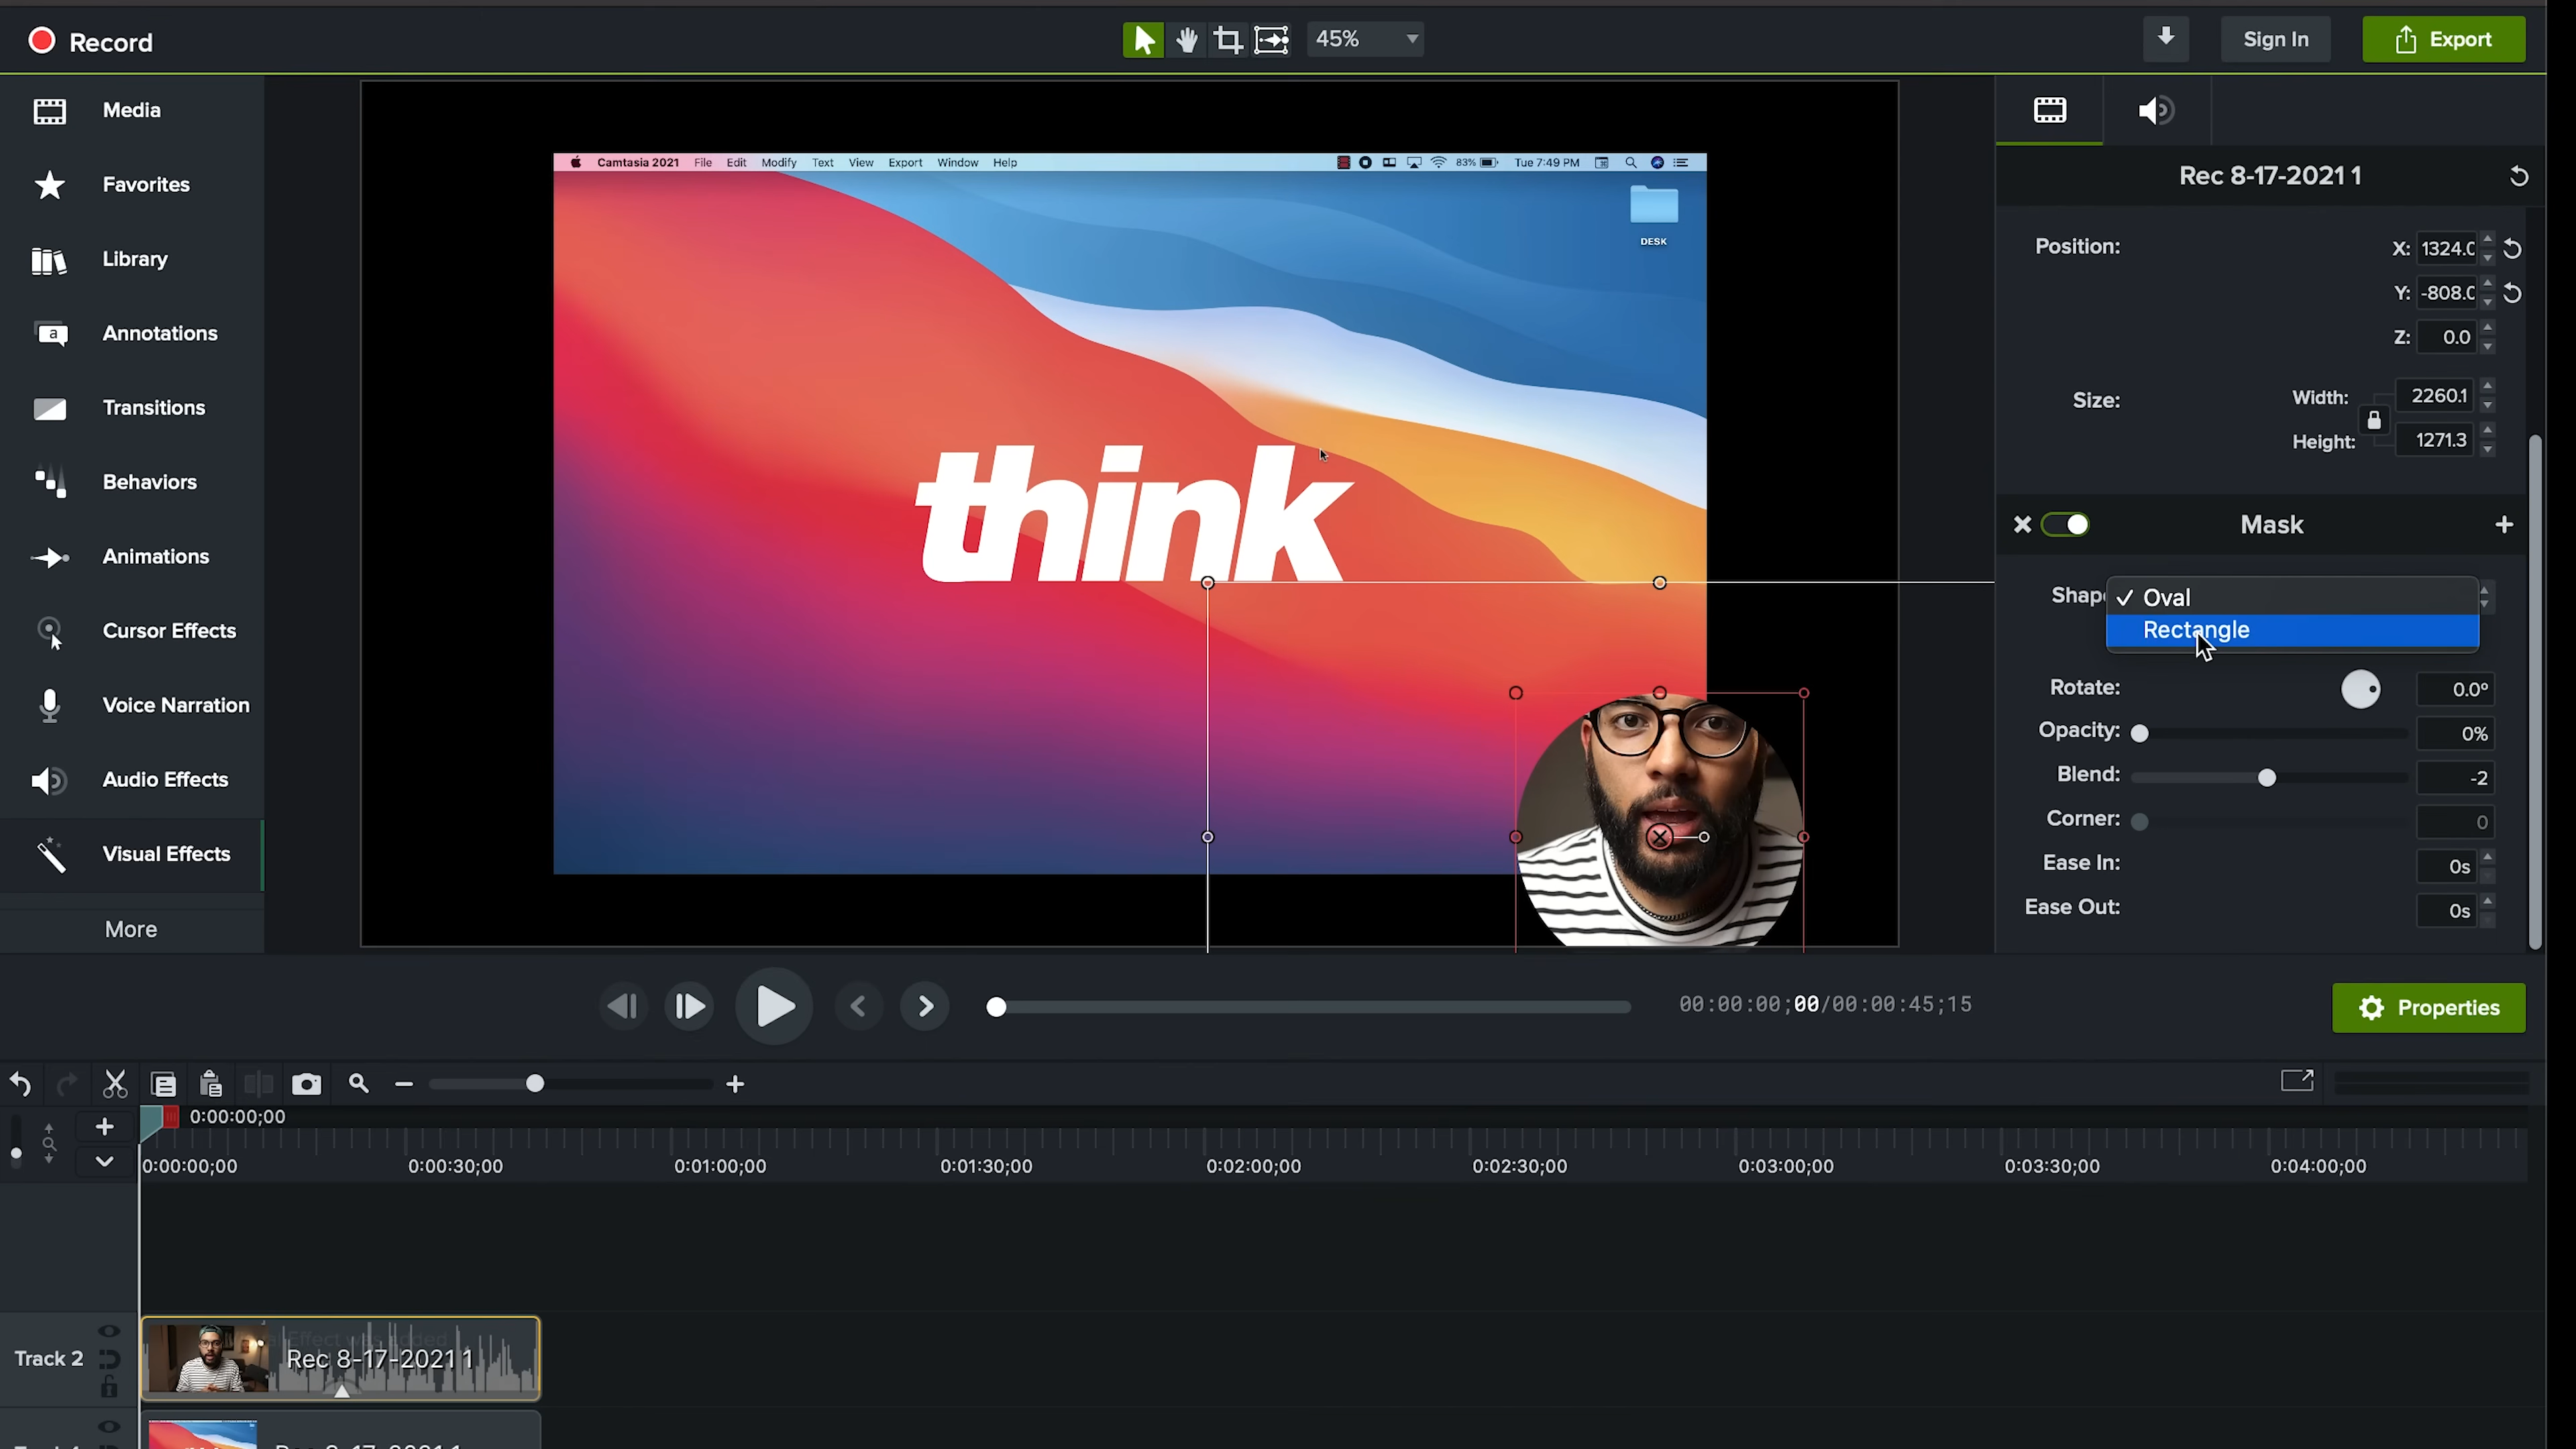 Record
45%
Sign In
Export
Media
Favorites
Library
Annotations
Transitions
Behaviors
Animations
Cursor Effects
Voice Narration
Audio Effects
Visual Effects
More
Camtasia 2021 File Edit Modify Text View Export Window Help
83% Tue 7:49 PM
DESK
think
Rec 8-17-2021 1
Position:
X: 1324.0
Y: -808.0
Z: 0.0
Size:
Width: 2260.1
Height: 1271.3
Mask
Shap
✓ Oval
Rectangle
Rotate: 0.0°
Opacity: 0%
Blend: -2
Corner: 0
Ease In: 0s
Ease Out: 0s
00:00:00;00/00:00:45;15
Properties
0:00:00;00
0:00:00;00 0:00:30;00 0:01:00;00 0:01:30;00 0:02:00;00 0:02:30;00 0:03:00;00 0:03:30;00 0:04:00;00
Effect was added
Track 2
Rec 8-17-2021 1